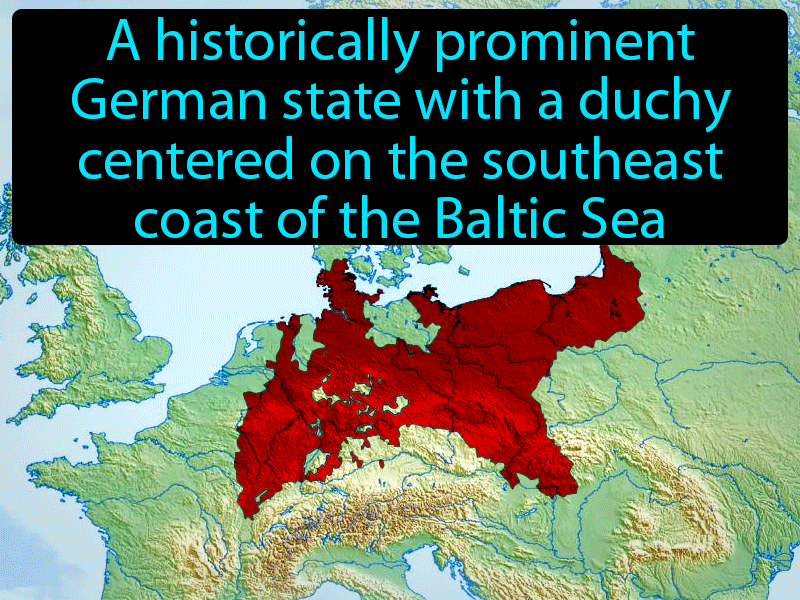 A historically prominent
German state with a duchy
centered on the southeast
coast of the Baltic Sea